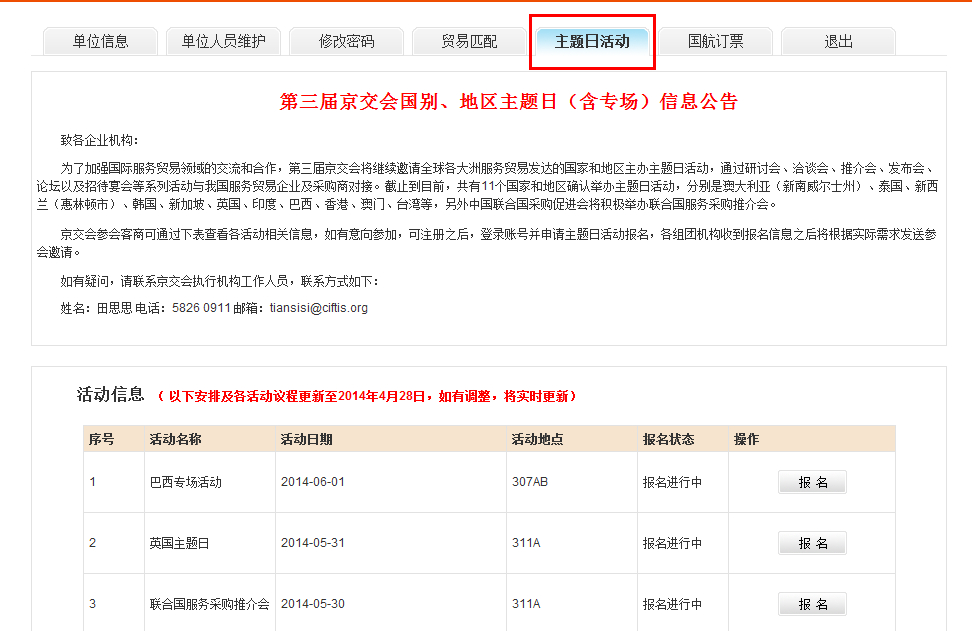 单位信息 单位人员维护 修改密码 贸易匹配 主题日活动 国航订票 退出
第三届京交会国别、地区主题日（含专场）信息公告
致各企业机构：
为了加强国际服务贸易领域的交流和合作，第三届京交会将继续邀请全球各大洲服务贸易发达的国家和地区主办主题日活动，通过研讨会、洽谈会、推介会、发布会、
论坛以及招待宴会等系列活动与我国服务贸易企业及采购商对接。截止到目前，共有11个国家和地区确认举办主题日活动，分别是澳大利亚（新南威尔士州）、泰国、新西
兰（惠林顿市）、韩国、新加坡、英国、印度、巴西、香港、澳门、台湾等，另外中国联合国采购促进会将积极举办联合国服务采购推介会。
京交会参会客商可通过下表查看各活动相关信息，如有意向参加，可注册之后，登录账号并申请主题日活动报名，各组团机构收到报名信息之后将根据实际需求发送参
会邀请。
如有疑问，请联系京交会执行机构工作人员，联系方式如下：
姓名：田思思 电话：5826 0911 邮箱：tiansisi@ciftis.org
活动信息 （ 以下安排及各活动议程更新至2014年4月28日，如有调整，将实时更新）
序号 活动名称 活动日期 活动地点 报名状态 操作
1 巴西专场活动 2014-06-01 307AB 报名进行中 报 名
2 英国主题日 2014-05-31 311A 报名进行中 报 名
3 联合国服务采购推介会 2014-05-30 311A 报名进行中 报 名